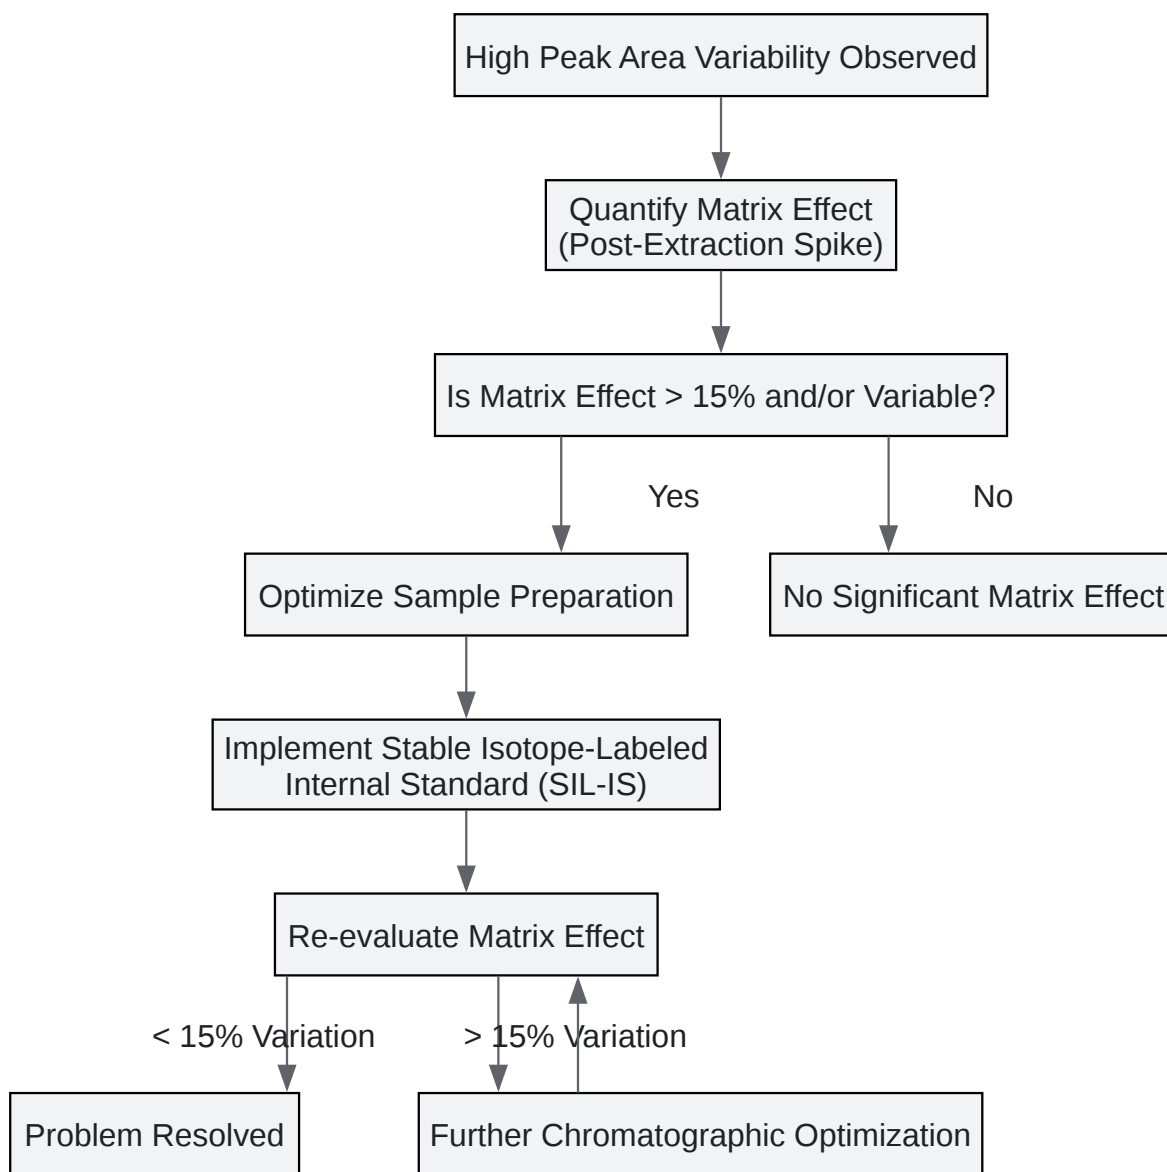 High Peak Area Variability Observed
Quantify Matrix Effect
(Post-Extraction Spike)
Is Matrix Effect > 15% and/or Variable?
Yes
No
Optimize Sample Preparation
No Significant Matrix Effect
Implement Stable Isotope-Labeled
Internal Standard (SIL-IS)
Re-evaluate Matrix Effect
< 15% Variation
> 15% Variation
Problem Resolved
Further Chromatographic Optimization